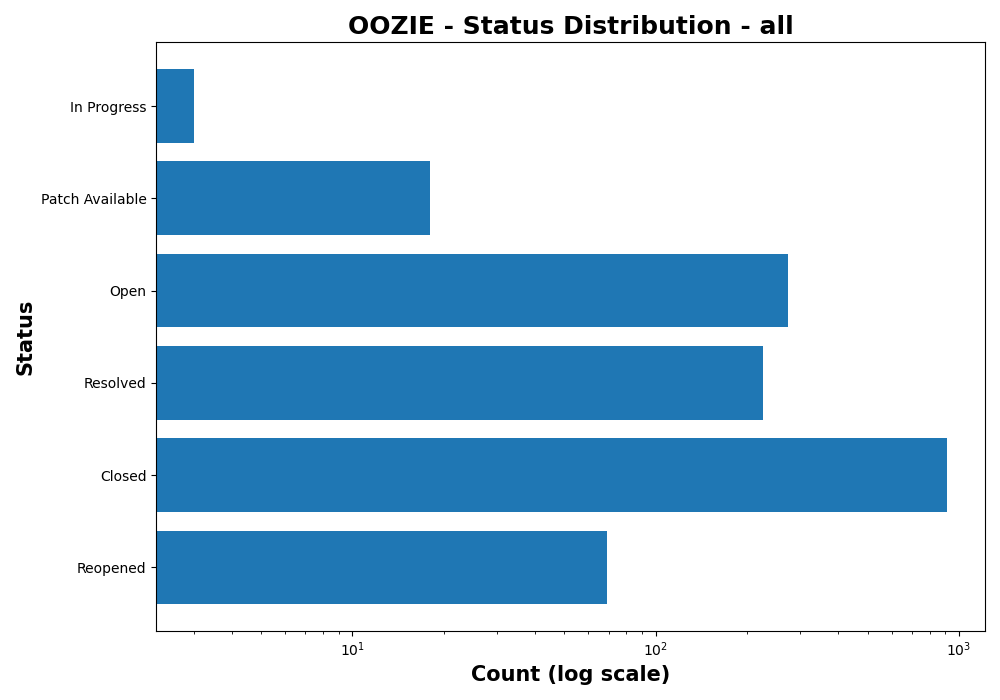 OOZIE - Status Distribution - all
In Progress
Patch Available
Open
Resolved
Closed
Reopened
Status
10¹ 10² 10³
Count (log scale)